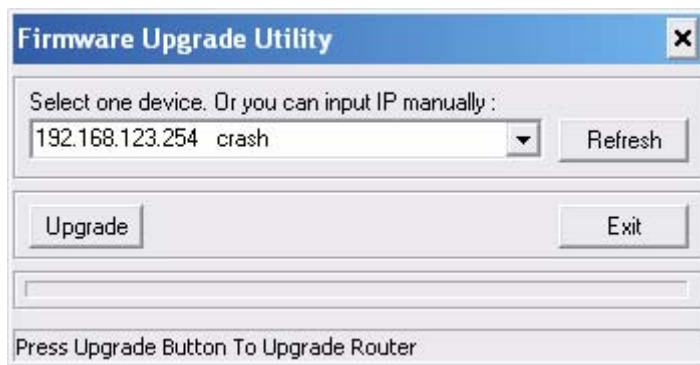 Firmware Upgrade Utility
Select one device. Or you can input IP manually :
192.168.123.254 crash
Refresh
Upgrade
Exit
Press Upgrade Button To Upgrade Router